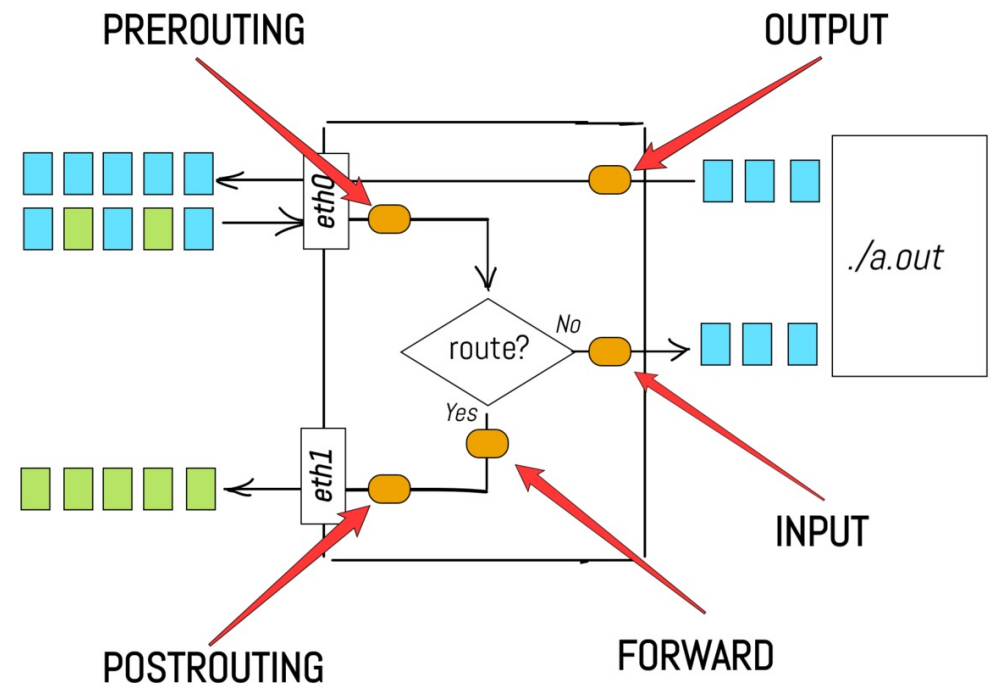 PREROUTING
OUTPUT
eth0
./a.out
No
route?
Yes
eth1
INPUT
FORWARD
POSTROUTING